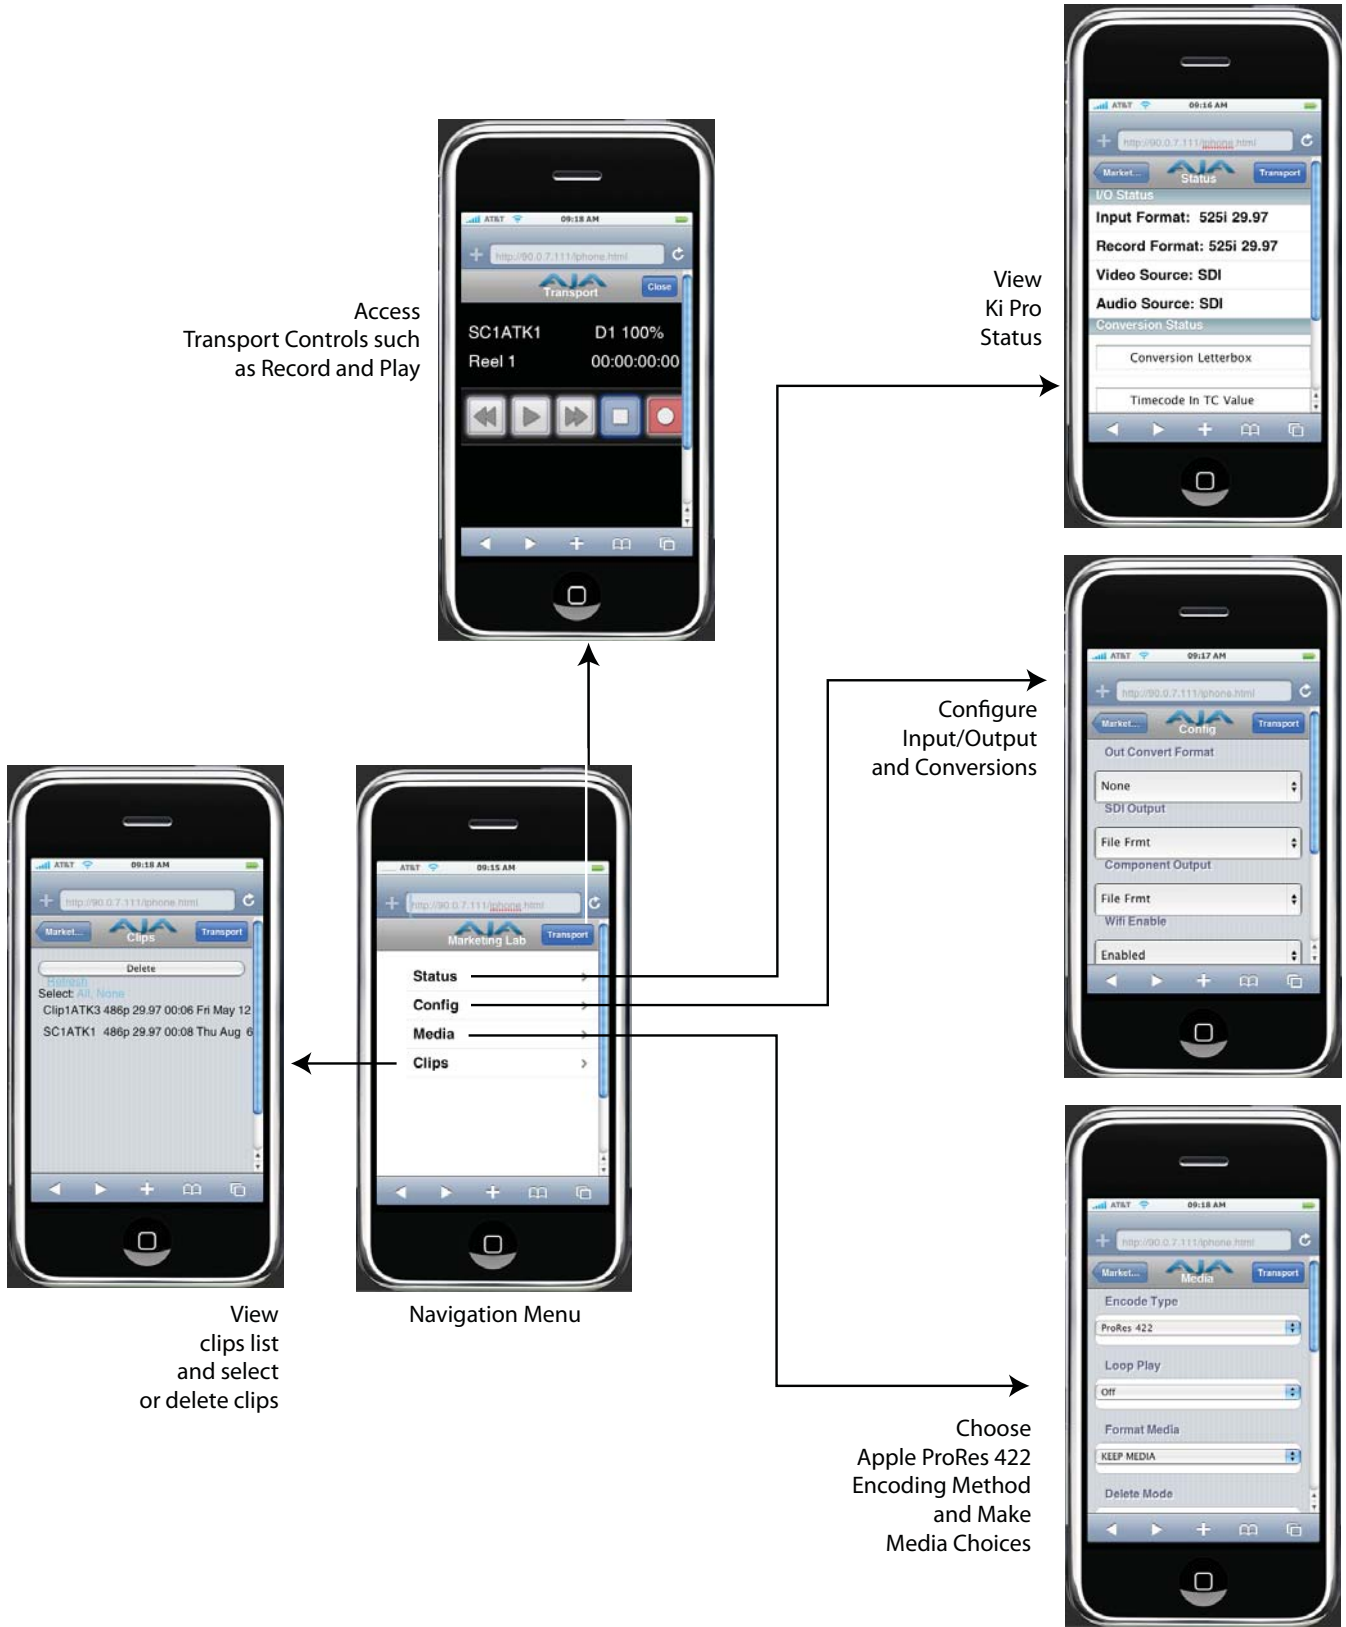 AT&T 09:16 AM
http://90.0.7.111/iphone.html
Market... AJA Transport
Status
I/O Status
Input Format: 525i 29.97
Record Format: 525i 29.97
Video Source: SDI
Audio Source: SDI
Conversion Status
Conversion Letterbox
Timecode In TC Value
View
Ki Pro
Status
AT&T 09:18 AM
http://90.0.7.111/iphone.html
AJA Close
Transport
SC1ATK1 D1 100%
Reel 1 00:00:00:00
Access
Transport Controls such
as Record and Play
AT&T 09:17 AM
http://90.0.7.111/iphone.html
Market... AJA Transport
Config
Out Convert Format
None
SDI Output
File Frmt
Component Output
File Frmt
Wifi Enable
Enabled
Configure
Input/Output
and Conversions
AT&T 09:18 AM
http://90.0.7.111/iphone.html
Market... AJA Transport
Clips
Delete
Refresh
Select: All, None
Clip1ATK3 486p 29.97 00:06 Fri May 12
SC1ATK1 486p 29.97 00:08 Thu Aug 6
View
clips list
and select
or delete clips
AT&T 09:15 AM
http://90.0.7.111/iphone.html
AJA Transport
Marketing Lab
Status
Config
Media
Clips
Navigation Menu
AT&T 09:18 AM
http://90.0.7.111/iphone.html
Market... AJA Transport
Media
Encode Type
ProRes 422
Loop Play
Off
Format Media
KEEP MEDIA
Delete Mode
Choose
Apple ProRes 422
Encoding Method
and Make
Media Choices